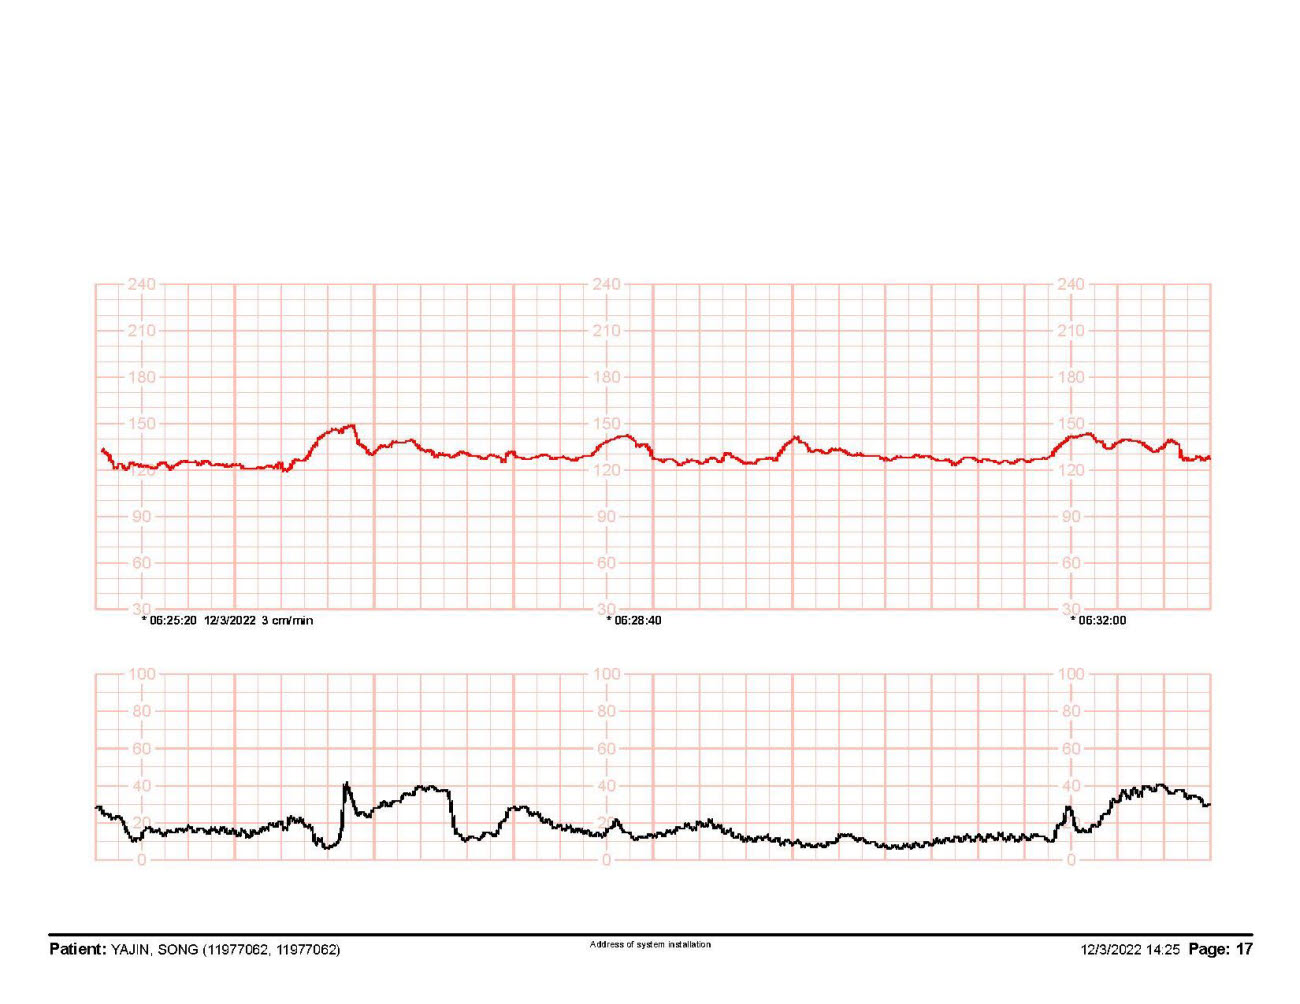 240 240 240
210 210 210
180 180 180
150 150 150
120 120 120
90 90 90
60 60 60
30 30 30
* 06:25:20 12/3/2022 3 cm/min * 06:28:40 * 06:32:00
100 100 100
80 80 80
60 60 60
40 40 40
20 20 20
0 0 0
Patient: YAJIN, SONG (11977062, 11977062) Address of system installation 12/3/2022 14:25 Page: 17